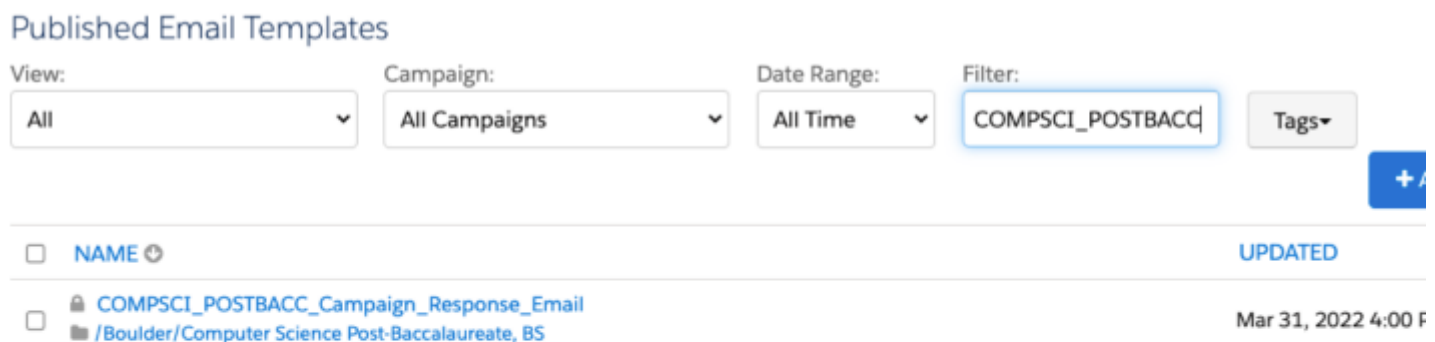 Published Email Templates
View: Campaign: Date Range: Filter:
All All Campaigns All Time COMPSCI_POSTBACC Tags
+
NAME UPDATED
COMPSCI_POSTBACC_Campaign_Response_Email
/Boulder/Computer Science Post-Baccalaureate, BS
Mar 31, 2022 4:00